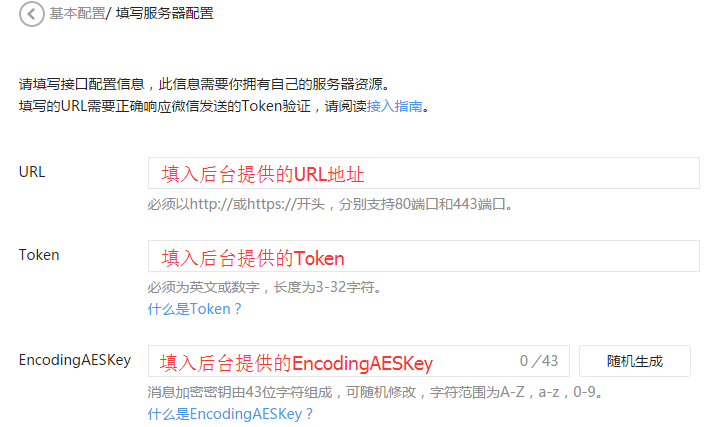 基本配置/ 填写服务器配置
请填写接口配置信息，此信息需要你拥有自己的服务器资源。
填写的URL需要正确响应微信发送的Token验证，请阅读接入指南。
URL
填入后台提供的URL地址
必须以http://或https://开头，分别支持80端口和443端口。
Token
填入后台提供的Token
必须为英文或数字，长度为3-32字符。
什么是Token？
EncodingAESKey
填入后台提供的EncodingAESKey
0 /43
随机生成
消息加密密钥由43位字符组成，可随机修改，字符范围为A-Z，a-z，0-9。
什么是EncodingAESKey？